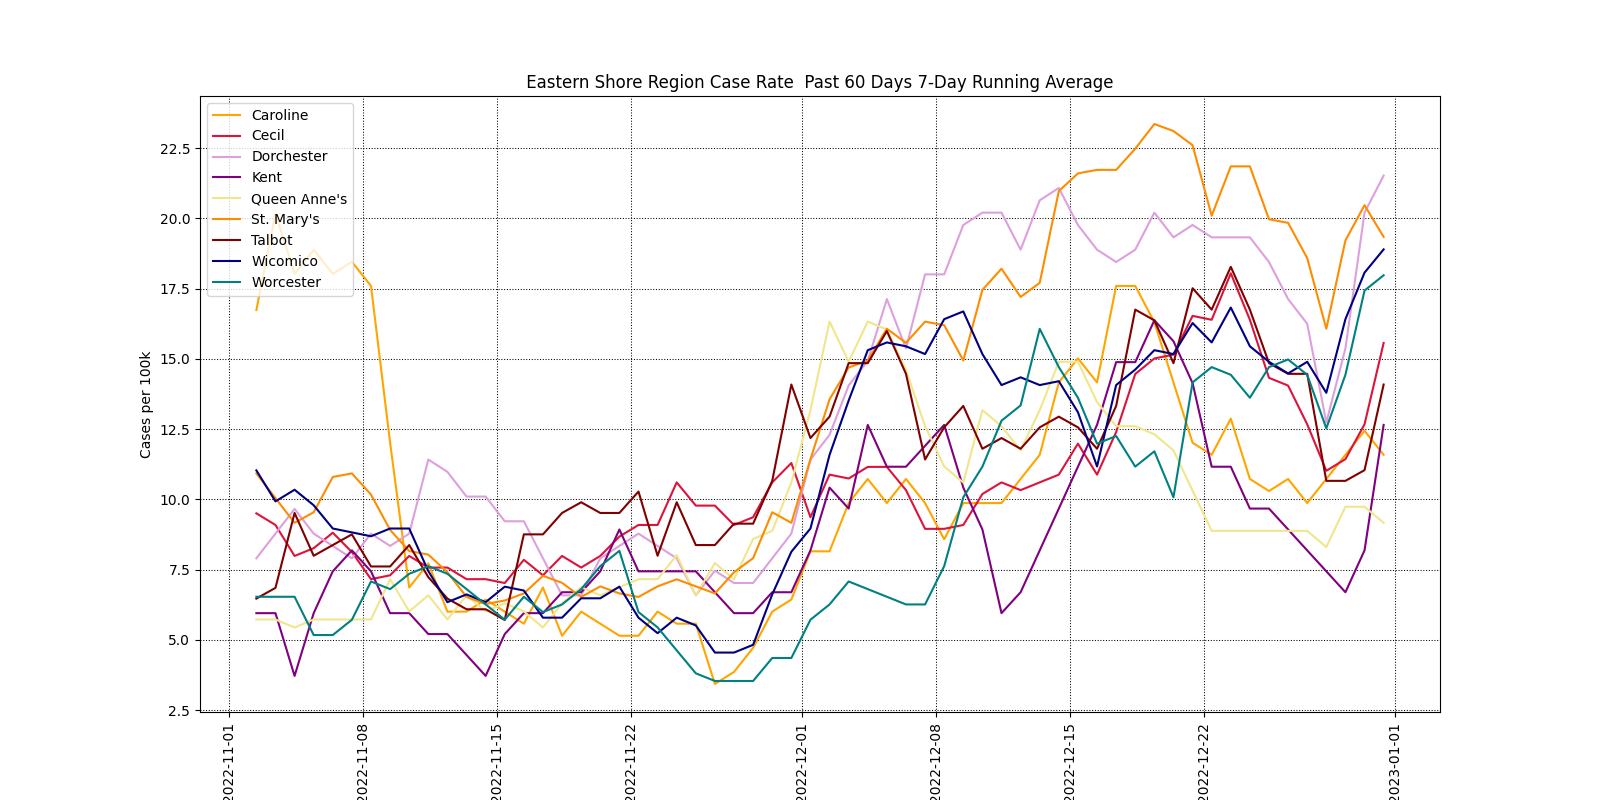 Eastern Shore Region Case Rate  Past 60 Days 7-Day Running Average
Caroline
Cecil
Dorchester
Kent
Queen Anne's
St. Mary's
Talbot
Wicomico
Worcester
22.5
20.0
17.5
15.0
12.5
10.0
7.5
5.0
2.5
Cases per 100k
2022-11-01
2022-11-08
2022-11-15
2022-11-22
2022-12-01
2022-12-08
2022-12-15
2022-12-22
2023-01-01